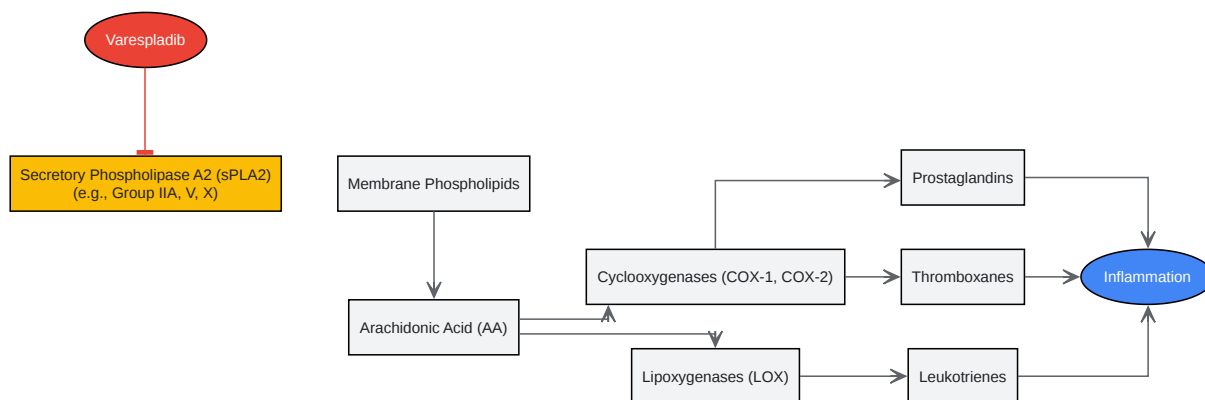 Varespladib
Secretory Phospholipase A2 (sPLA2)
(e.g., Group IIA, V, X)
Membrane Phospholipids
Arachidonic Acid (AA)
Cyclooxygenases (COX-1, COX-2)
Lipoxygenases (LOX)
Prostaglandins
Thromboxanes
Leukotrienes
Inflammation